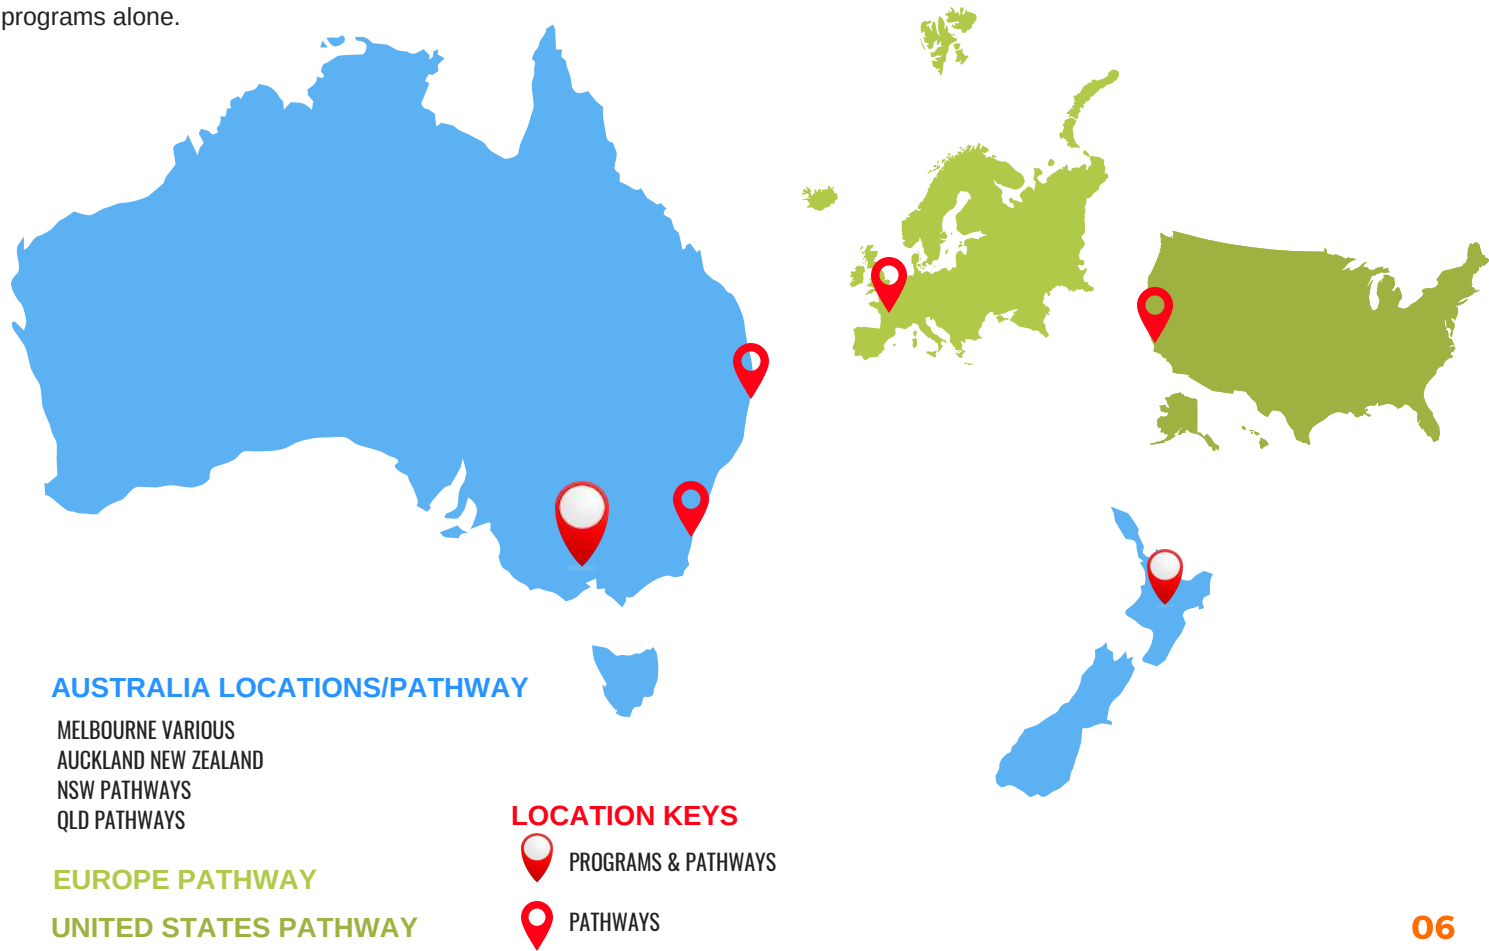 programs alone.
AUSTRALIA LOCATIONS/PATHWAY
MELBOURNE VARIOUS
AUCKLAND NEW ZEALAND
NSW PATHWAYS
QLD PATHWAYS
EUROPE PATHWAY
UNITED STATES PATHWAY
LOCATION KEYS
PROGRAMS & PATHWAYS
PATHWAYS
06